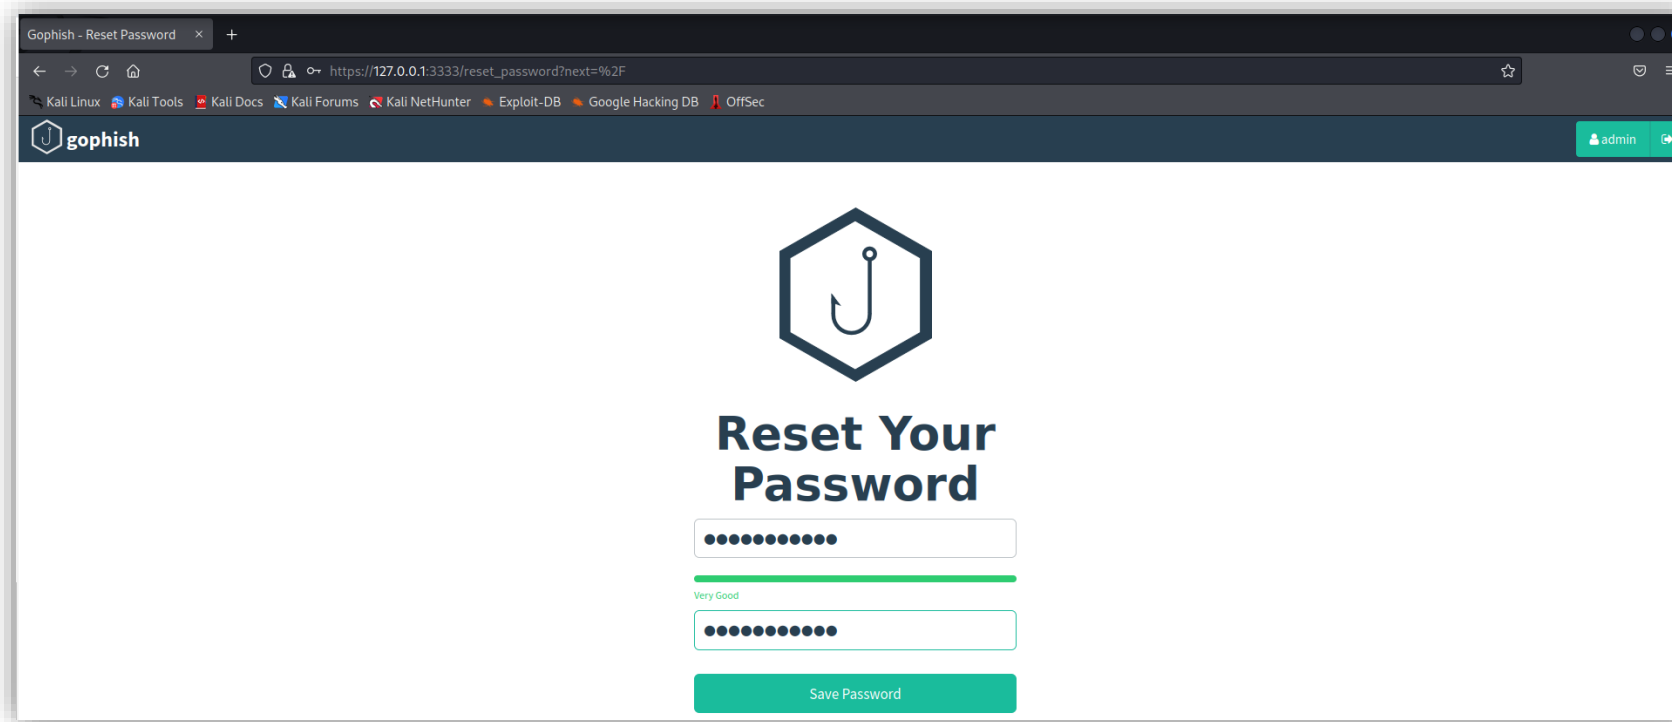 Gophish - Reset Password
https://127.0.0.1:3333/reset_password?next=%2F
Kali Linux Kali Tools Kali Docs Kali Forums Kali NetHunter Exploit-DB Google Hacking DB OffSec
gophish
admin
Reset Your
Password
Very Good
Save Password